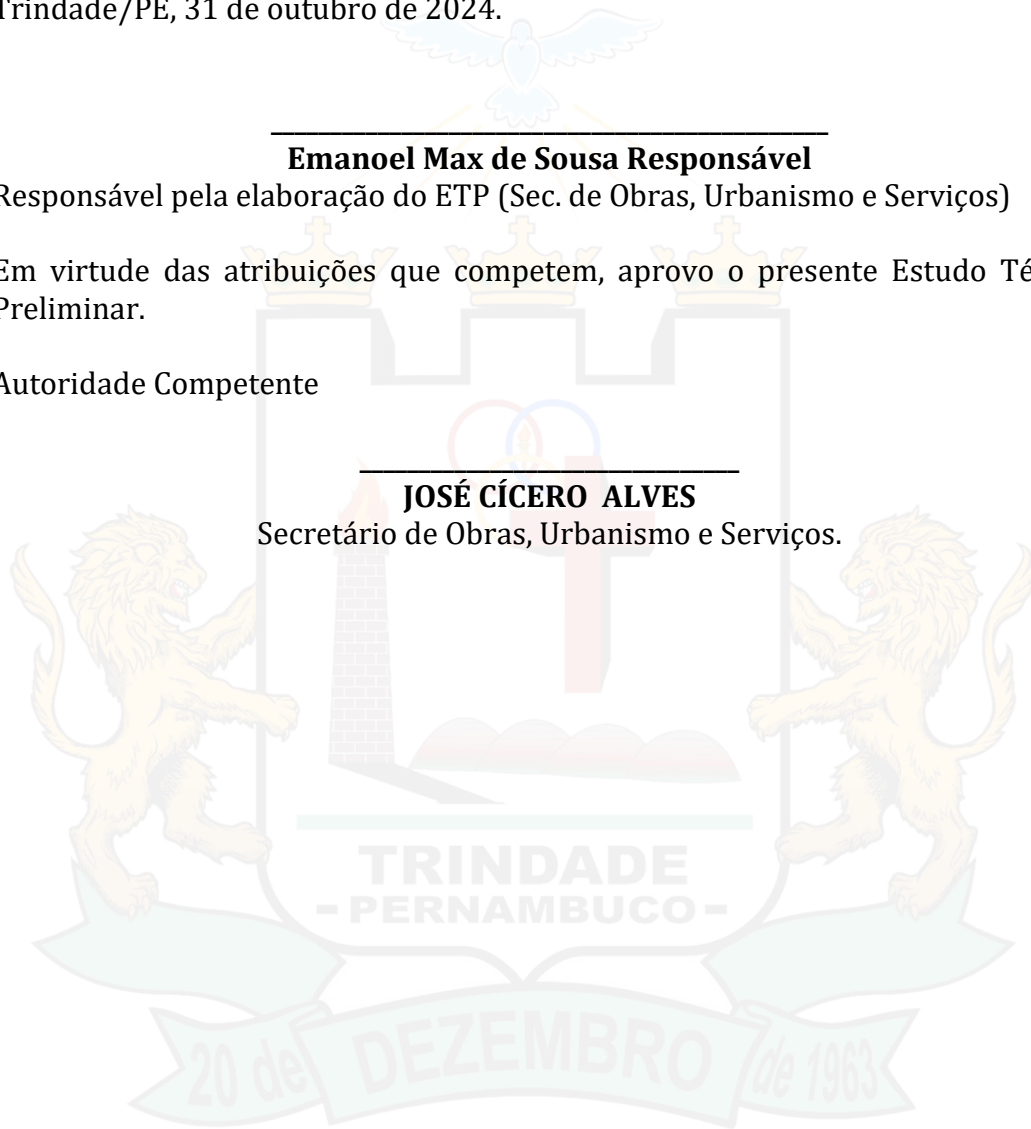 Trindade/PE, 31 de outubro de 2024.
Emanoel Max de Sousa Responsável
Responsável pela elaboração do ETP (Sec. de Obras, Urbanismo e Serviços)
Em virtude das atribuições que competem, aprovo o presente Estudo Té
Preliminar.
Autoridade Competente
JOSÉ CÍCERO ALVES
Secretário de Obras, Urbanismo e Serviços.
TRINDADE
- PERNAMBUCO -
20 de DEZEMBRO de 1963